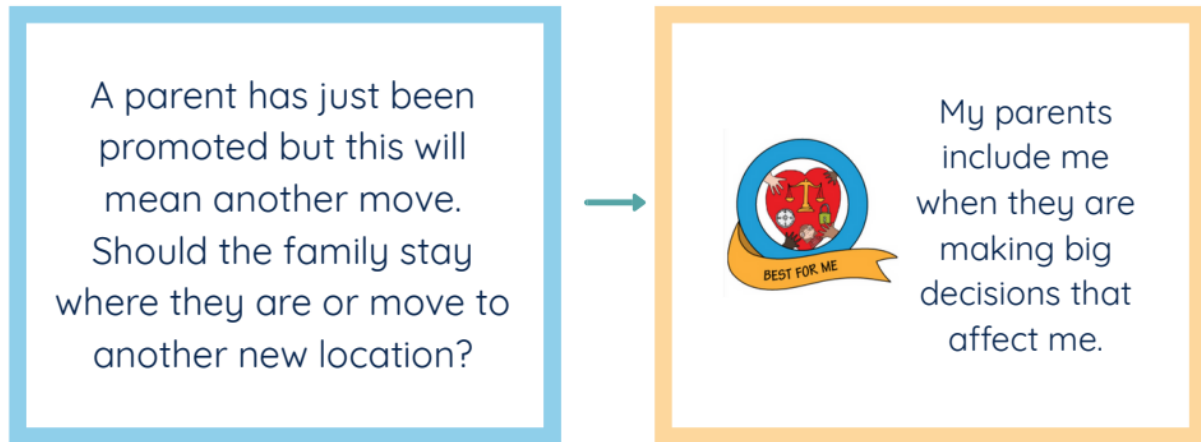 A parent has just been
promoted but this will
mean another move.
Should the family stay
where they are or move to
another new location?
BEST FOR ME
My parents
include me
when they are
making big
decisions that
affect me.